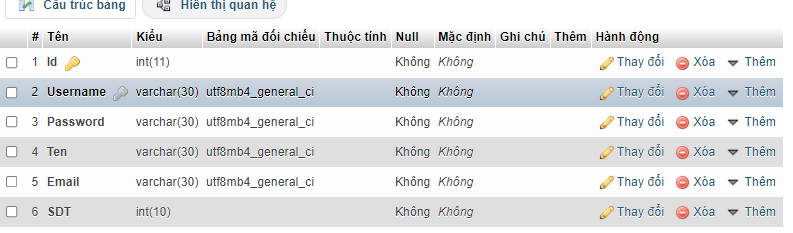 Cấu trúc bảng Hiển thị quan hệ
# Tên Kiểu Bảng mã đối chiếu Thuộc tính Null Mặc định Ghi chú Thêm Hành động
1 Id int(11) Không Không Thay đổi Xóa Thêm
2 Username varchar(30) utf8mb4_general_ci Không Không Thay đổi Xóa Thêm
3 Password varchar(30) utf8mb4_general_ci Không Không Thay đổi Xóa Thêm
4 Ten varchar(30) utf8mb4_general_ci Không Không Thay đổi Xóa Thêm
5 Email varchar(30) utf8mb4_general_ci Không Không Thay đổi Xóa Thêm
6 SDT int(10) Không Không Thay đổi Xóa Thêm